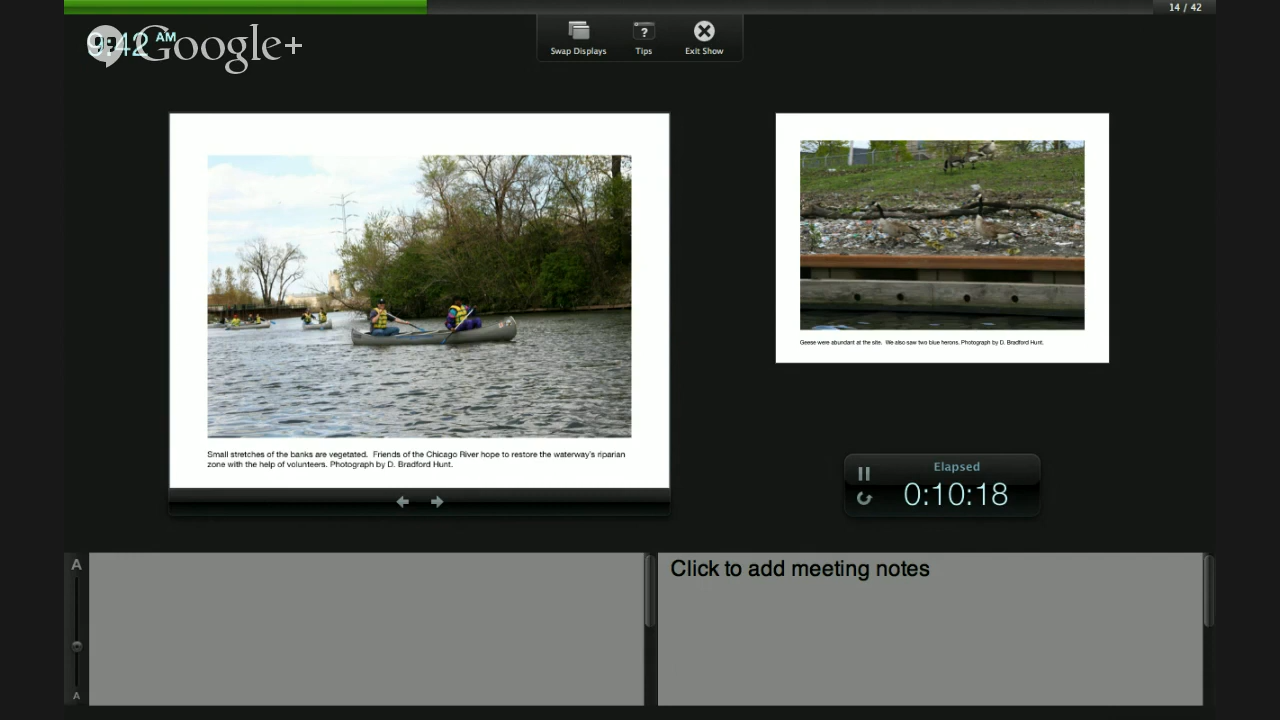 14 / 42
9:42 AM
Google+
Swap Displays
Tips
Exit Show
Small stretches of the banks are vegetated. Friends of the Chicago River hope to restore the waterway's riparian
zone with the help of volunteers. Photograph by D. Bradford Hunt.
Geese were abundant at the site. We also saw two blue herons. Photograph by D. Bradford Hunt.
Elapsed
0:10:18
A
A
Click to add meeting notes